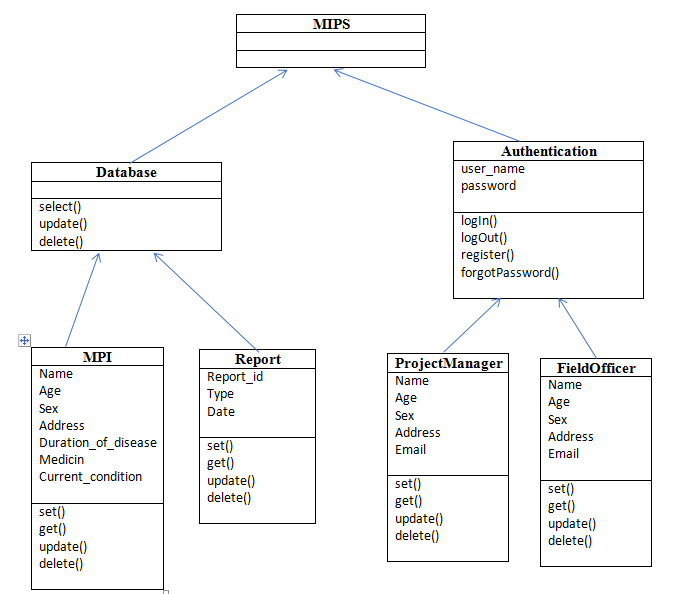 MIPS
Database
select()
update()
delete()
Authentication
user_name
password
logIn()
logOut()
register()
forgotPassword()
MPI
Name
Age
Sex
Address
Duration_of_disease
Medicin
Current_condition
set()
get()
update()
delete()
Report
Report_id
Type
Date
set()
get()
update()
delete()
ProjectManager
Name
Age
Sex
Address
Email
set()
get()
update()
delete()
FieldOfficer
Name
Age
Sex
Address
Email
set()
get()
update()
delete()